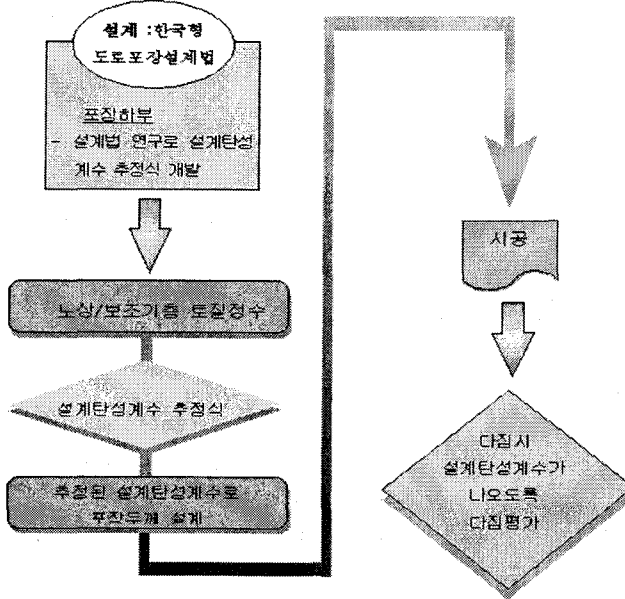 설계 :한국형
도로포장설계법
포장하부
- 설계법 연구로 설계탄성
계수 추정식 개발
노상/보조기층 토질정수
설계탄성계수 추정식
추정된 설계탄성계수로
포장두께 설계
시공
다짐시
설계탄성계수가
나오도록
다짐평가